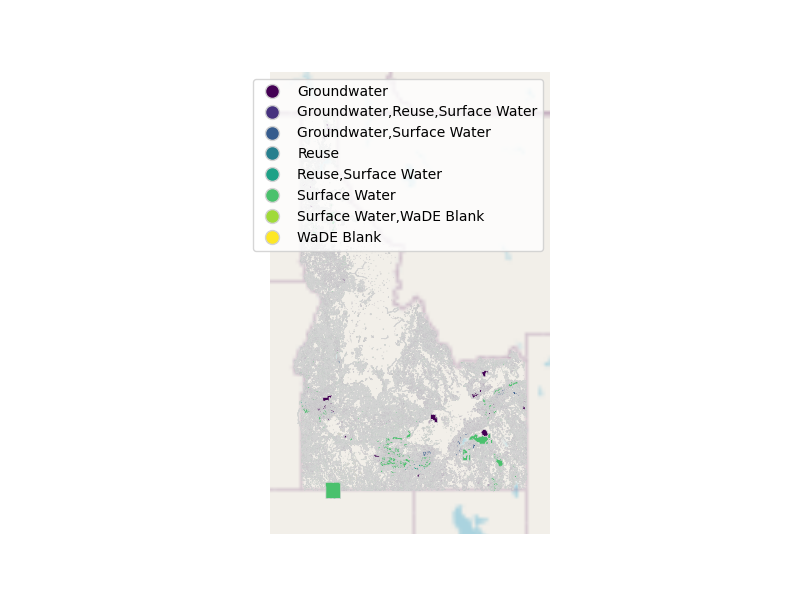 Groundwater
Groundwater,Reuse,Surface Water
Groundwater,Surface Water
Reuse
Reuse,Surface Water
Surface Water
Surface Water,WaDE Blank
WaDE Blank